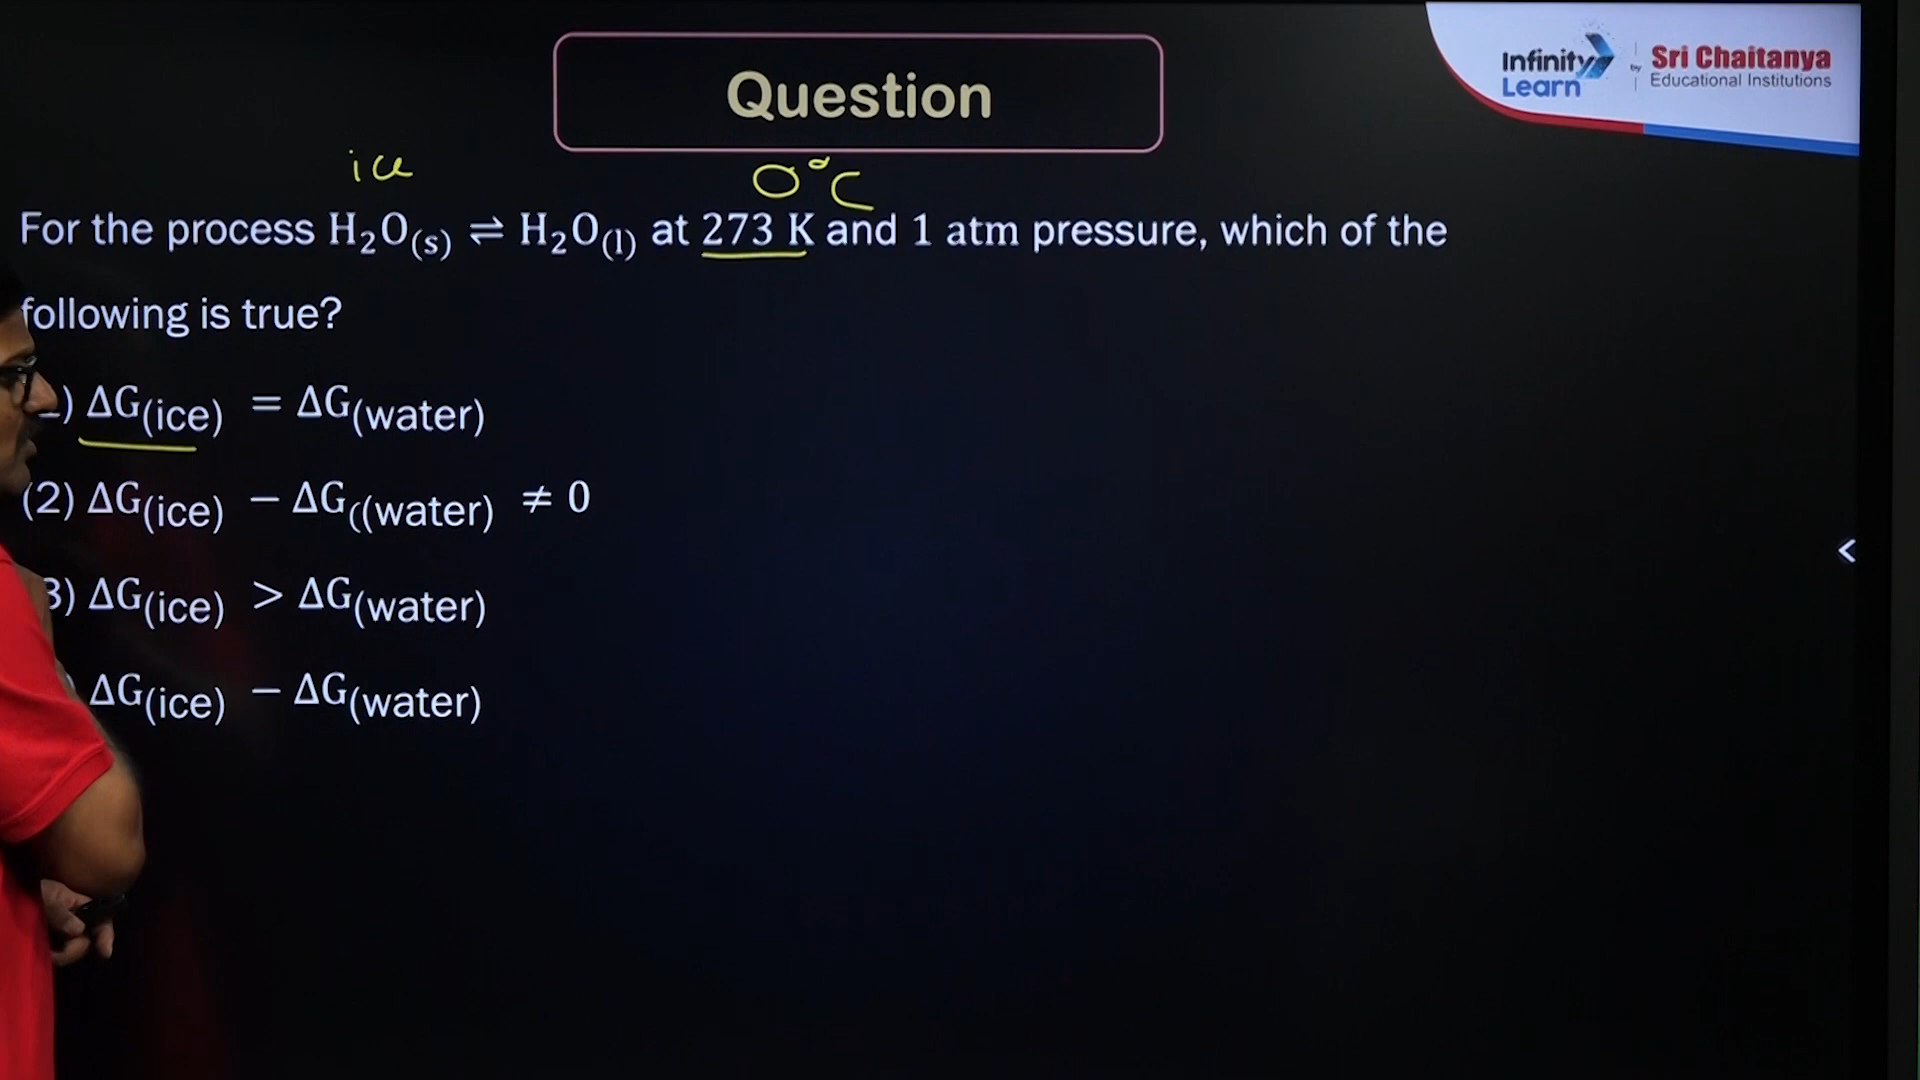 Question
Infinity Learn by Sri Chaitanya Educational Institutions
ice
0°C
For the process H₂O(s) ⇌ H₂O(l) at 273 K and 1 atm pressure, which of the
following is true?
) ΔG(ice) = ΔG(water)
(2) ΔG(ice) − ΔG((water) ≠ 0
3) ΔG(ice) > ΔG(water)
ΔG(ice) − ΔG(water)
<